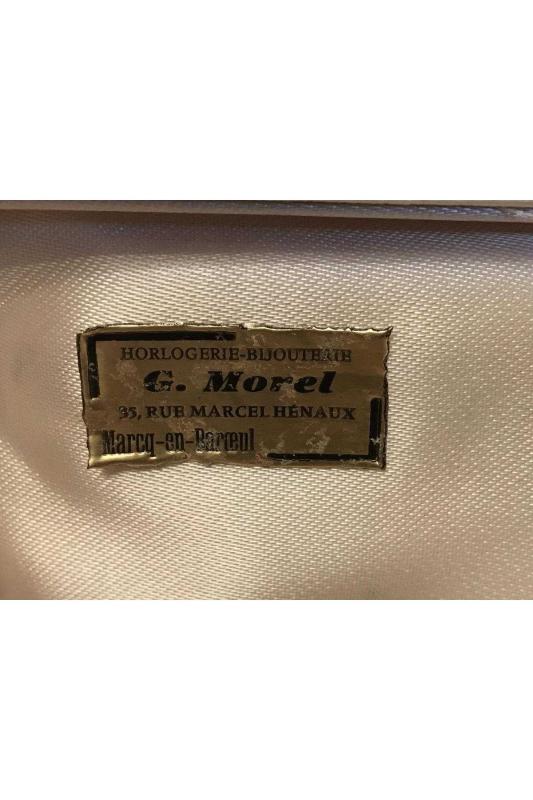 HORLOGERIE-BIJOUTERIE
G. Morel
35, RUE MARCEL HÉNAUX
Marcq-en-Barœul